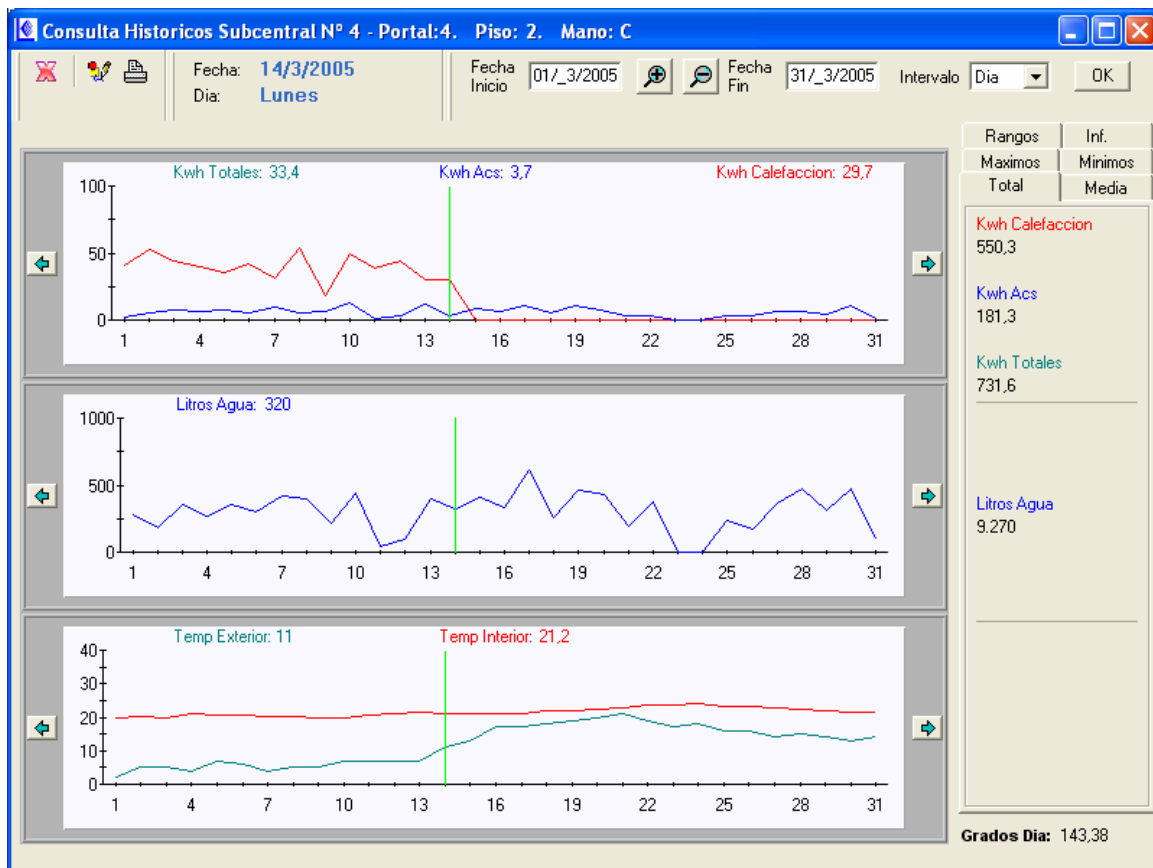 Consulta Historicos Subcentral Nº 4 - Portal:4. Piso: 2. Mano: C
Fecha: 14/3/2005
Dia: Lunes
Fecha Inicio 01/_3/2005
Fecha Fin 31/_3/2005
Intervalo Dia
OK
Rangos Inf.
Maximos Minimos
Total Media
Kwh Totales: 33,4 Kwh Acs: 3,7 Kwh Calefaccion: 29,7
100
50
0
1 4 7 10 13 16 19 22 25 28 31
Litros Agua: 320
1000
500
0
1 4 7 10 13 16 19 22 25 28 31
Temp Exterior: 11 Temp Interior: 21,2
40
30
20
10
0
1 4 7 10 13 16 19 22 25 28 31
Kwh Calefaccion
550,3
Kwh Acs
181,3
Kwh Totales
731,6
Litros Agua
9.270
Grados Dia: 143,38